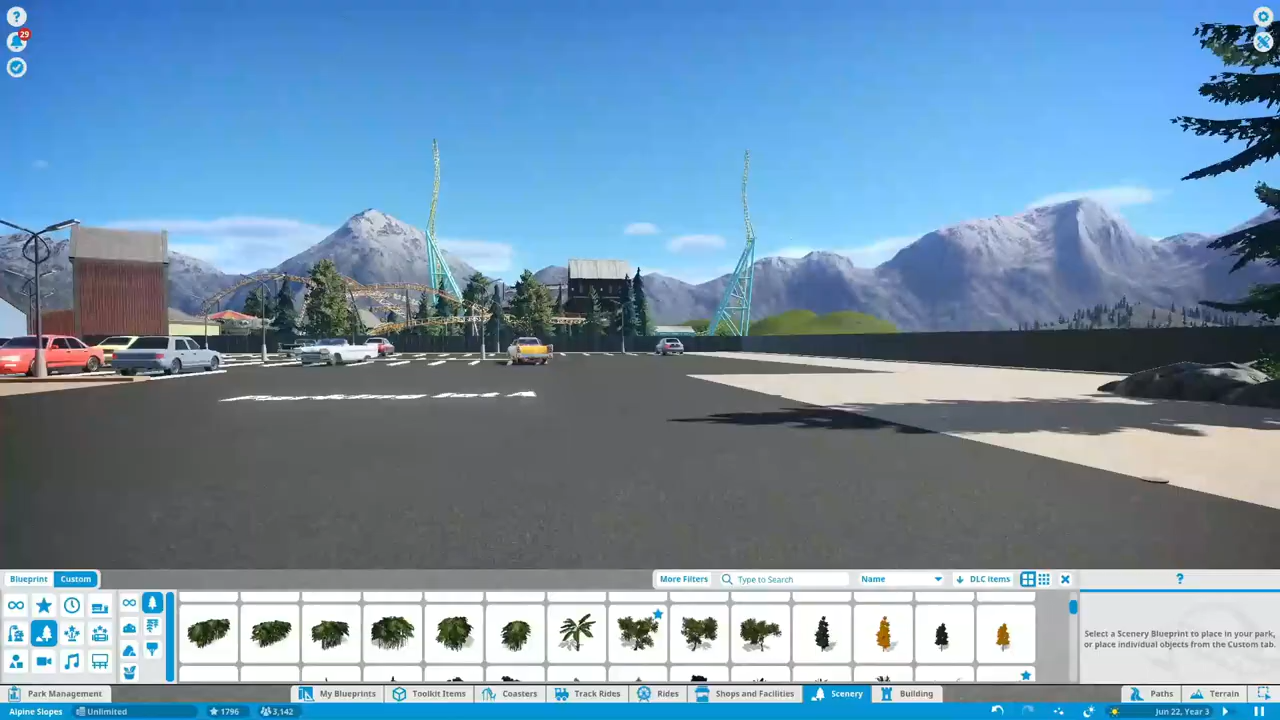 29
Blueprint Custom More Filters Type to Search Name DLC Items ?
Select a Scenery Blueprint to place in your park,
or place individual objects from the Custom tab.
Park Management My Blueprints Toolkit Items Coasters Track Rides Rides Shops and Facilities Scenery Building Paths Terrain
Alpine Slopes Unlimited 1796 3,142 Jun 22, Year 3